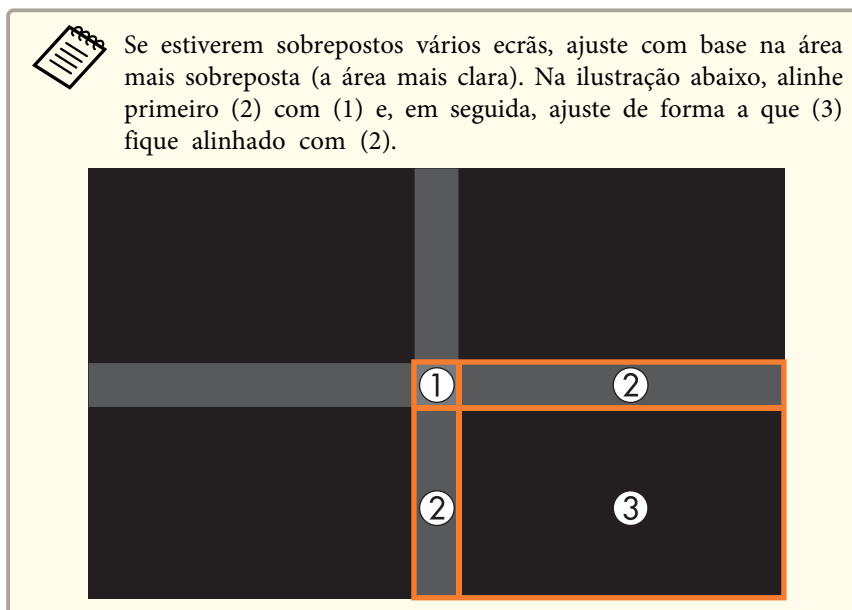 Se estiverem sobrepostos vários ecrãs, ajuste com base na área
mais sobreposta (a área mais clara). Na ilustração abaixo, alinhe
primeiro (2) com (1) e, em seguida, ajuste de forma a que (3)
fique alinhado com (2).
① ②
② ③